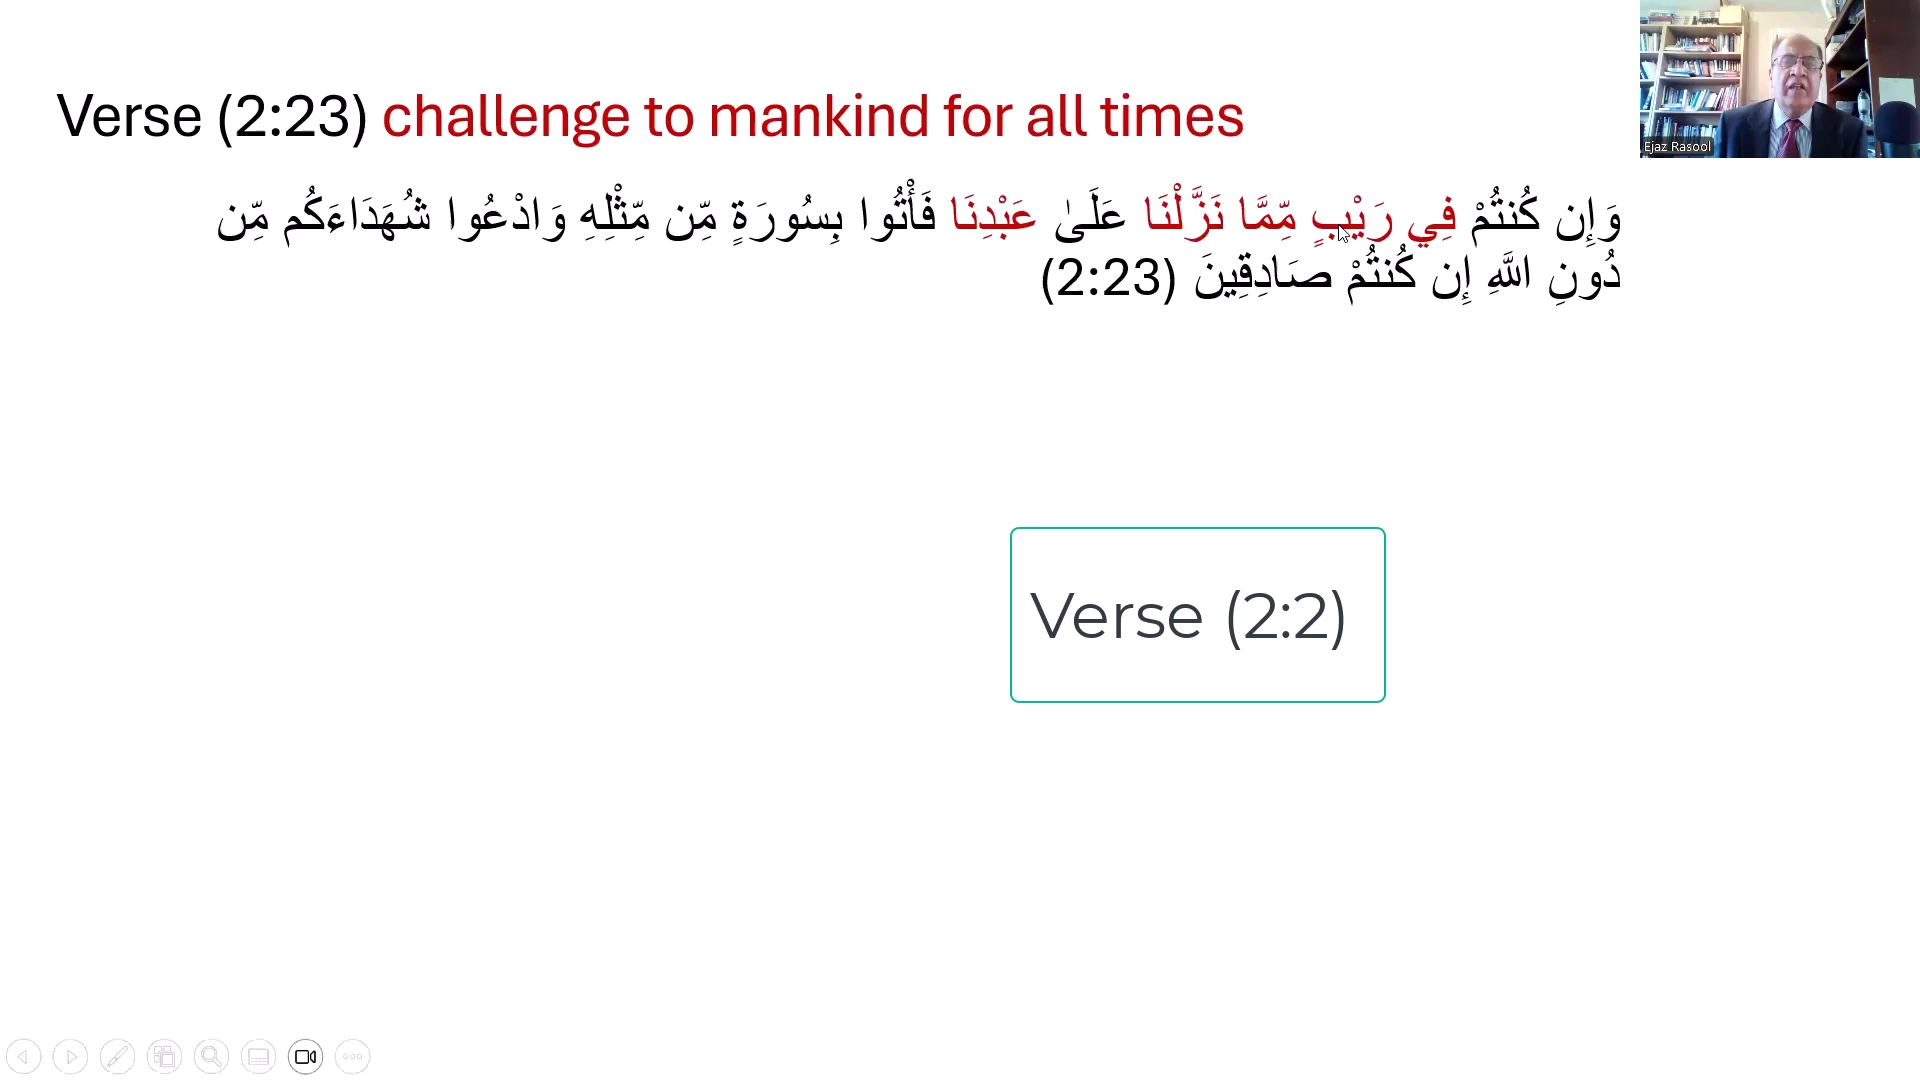 Verse (2:23) challenge to mankind for all times
Ejaz Rasool
وَإِن كُنتُمْ فِي رَيْبٍ مِّمَّا نَزَّلْنَا عَلَىٰ عَبْدِنَا فَأْتُوا بِسُورَةٍ مِّن مِّثْلِهِ وَادْعُوا شُهَدَاءَكُم مِّن
دُونِ اللَّهِ إِن كُنتُمْ صَادِقِينَ (2:23)
Verse (2:2)